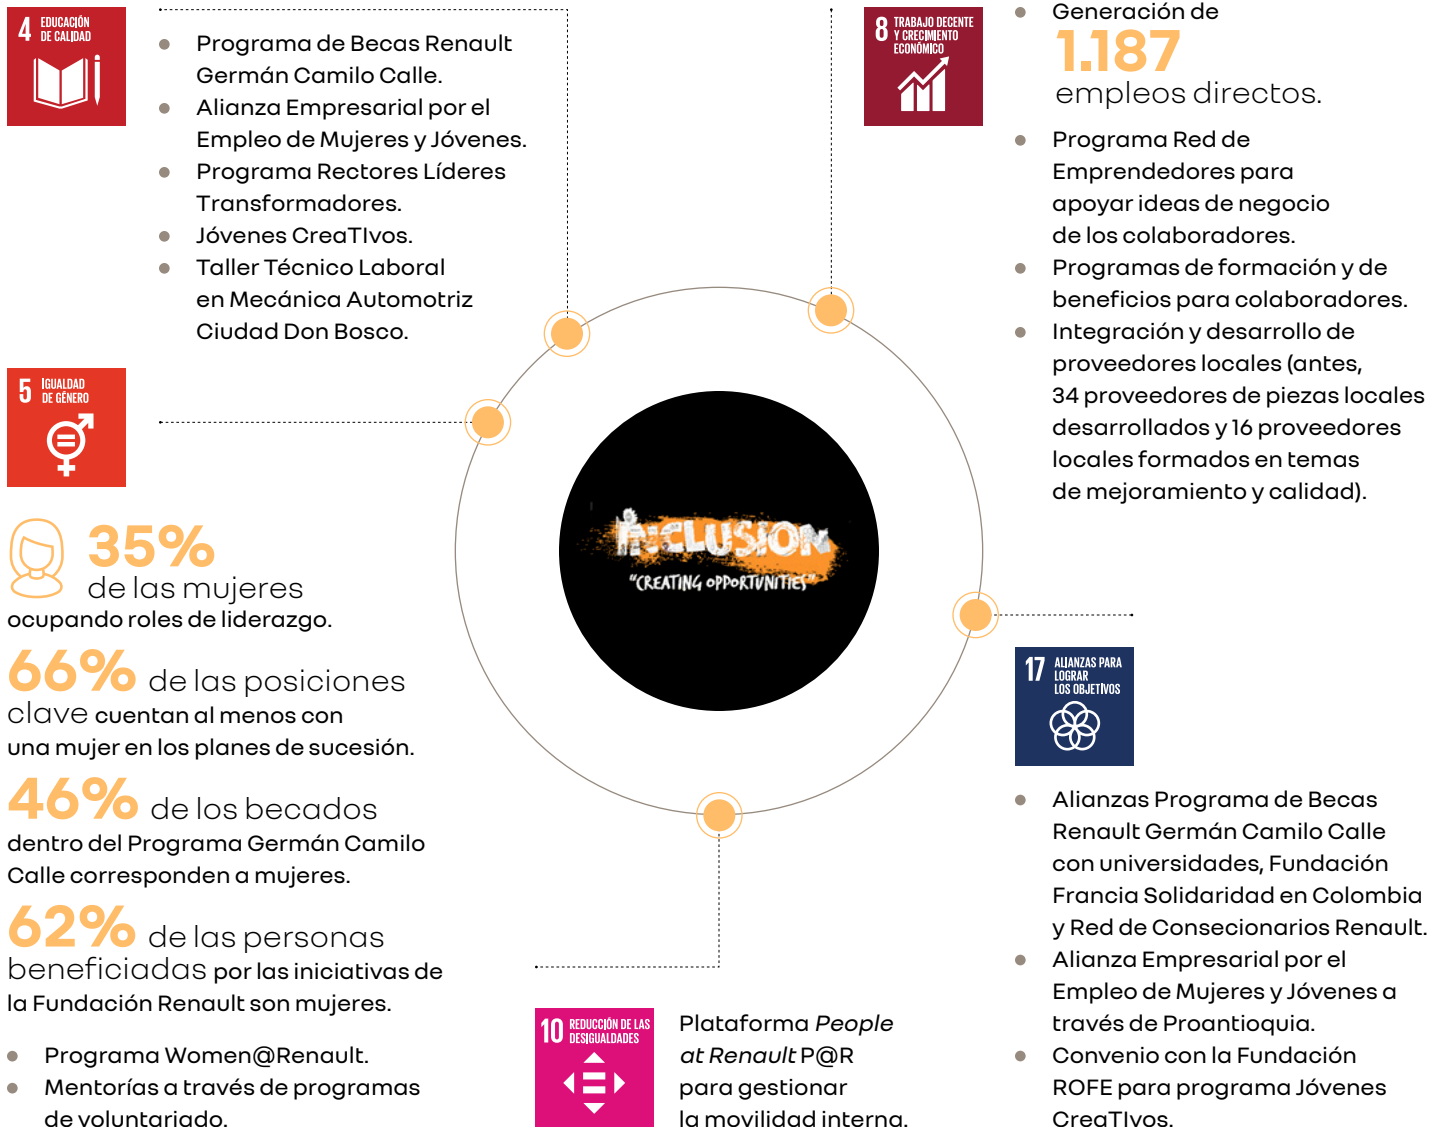 4 EDUCACIÓN
DE CALIDAD
Programa de Becas Renault
Germán Camilo Calle.
Alianza Empresarial por el
Empleo de Mujeres y Jóvenes.
Programa Rectores Líderes
Transformadores.
Jóvenes CreaTIvos.
Taller Técnico Laboral
en Mecánica Automotriz
Ciudad Don Bosco.
5 IGUALDAD
DE GÉNERO
35%
de las mujeres
ocupando roles de liderazgo.
66% de las posiciones
clave cuentan al menos con
una mujer en los planes de sucesión.
46% de los becados
dentro del Programa Germán Camilo
Calle corresponden a mujeres.
62% de las personas
beneficiadas por las iniciativas de
la Fundación Renault son mujeres.
Programa Women@Renault.
Mentorías a través de programas
de voluntariado.
INCLUSION
"CREATING OPPORTUNITIES"
10 REDUCCIÓN DE LAS
DESIGUALDADES
Plataforma People
at Renault P@R
para gestionar
la movilidad interna.
8 TRABAJO DECENTE
Y CRECIMIENTO
ECONÓMICO
Generación de
1.187
empleos directos.
Programa Red de
Emprendedores para
apoyar ideas de negocio
de los colaboradores.
Programas de formación y de
beneficios para colaboradores.
Integración y desarrollo de
proveedores locales (antes,
34 proveedores de piezas locales
desarrollados y 16 proveedores
locales formados en temas
de mejoramiento y calidad).
17 ALIANZAS PARA
LOGRAR
LOS OBJETIVOS
Alianzas Programa de Becas
Renault Germán Camilo Calle
con universidades, Fundación
Francia Solidaridad en Colombia
y Red de Consecionarios Renault.
Alianza Empresarial por el
Empleo de Mujeres y Jóvenes a
través de Proantioquia.
Convenio con la Fundación
ROFE para programa Jóvenes
CreaTIvos.